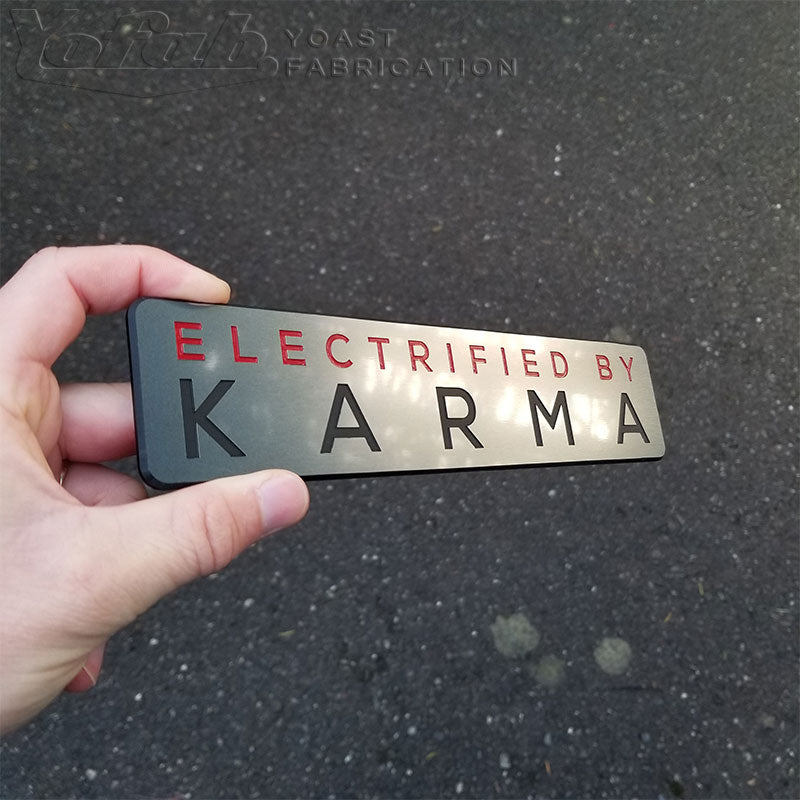 Yofab YOAST
FABRICATION
ELECTRIFIED BY
KARMA